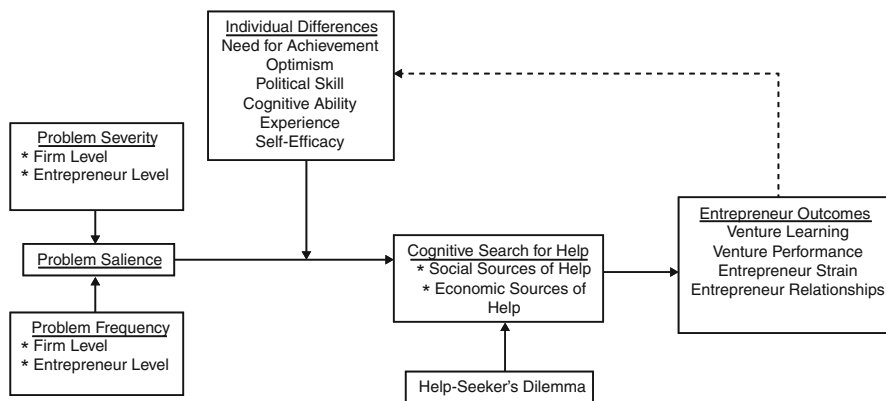 Individual Differences
Need for Achievement
Optimism
Political Skill
Cognitive Ability
Experience
Self-Efficacy
Problem Severity
* Firm Level
* Entrepreneur Level
Problem Salience
Problem Frequency
* Firm Level
* Entrepreneur Level
Cognitive Search for Help
* Social Sources of Help
* Economic Sources of
Help
Help-Seeker's Dilemma
Entrepreneur Outcomes
Venture Learning
Venture Performance
Entrepreneur Strain
Entrepreneur Relationships